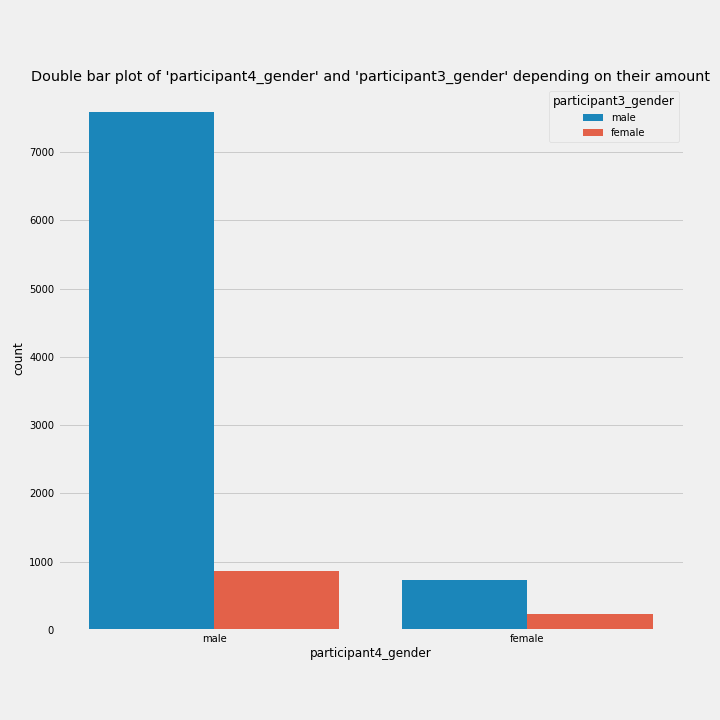 Double bar plot of 'participant4_gender' and 'participant3_gender' depending on their amount
participant3_gender
male
female
7000
6000
5000
4000
3000
2000
1000
0
count
male female
participant4_gender